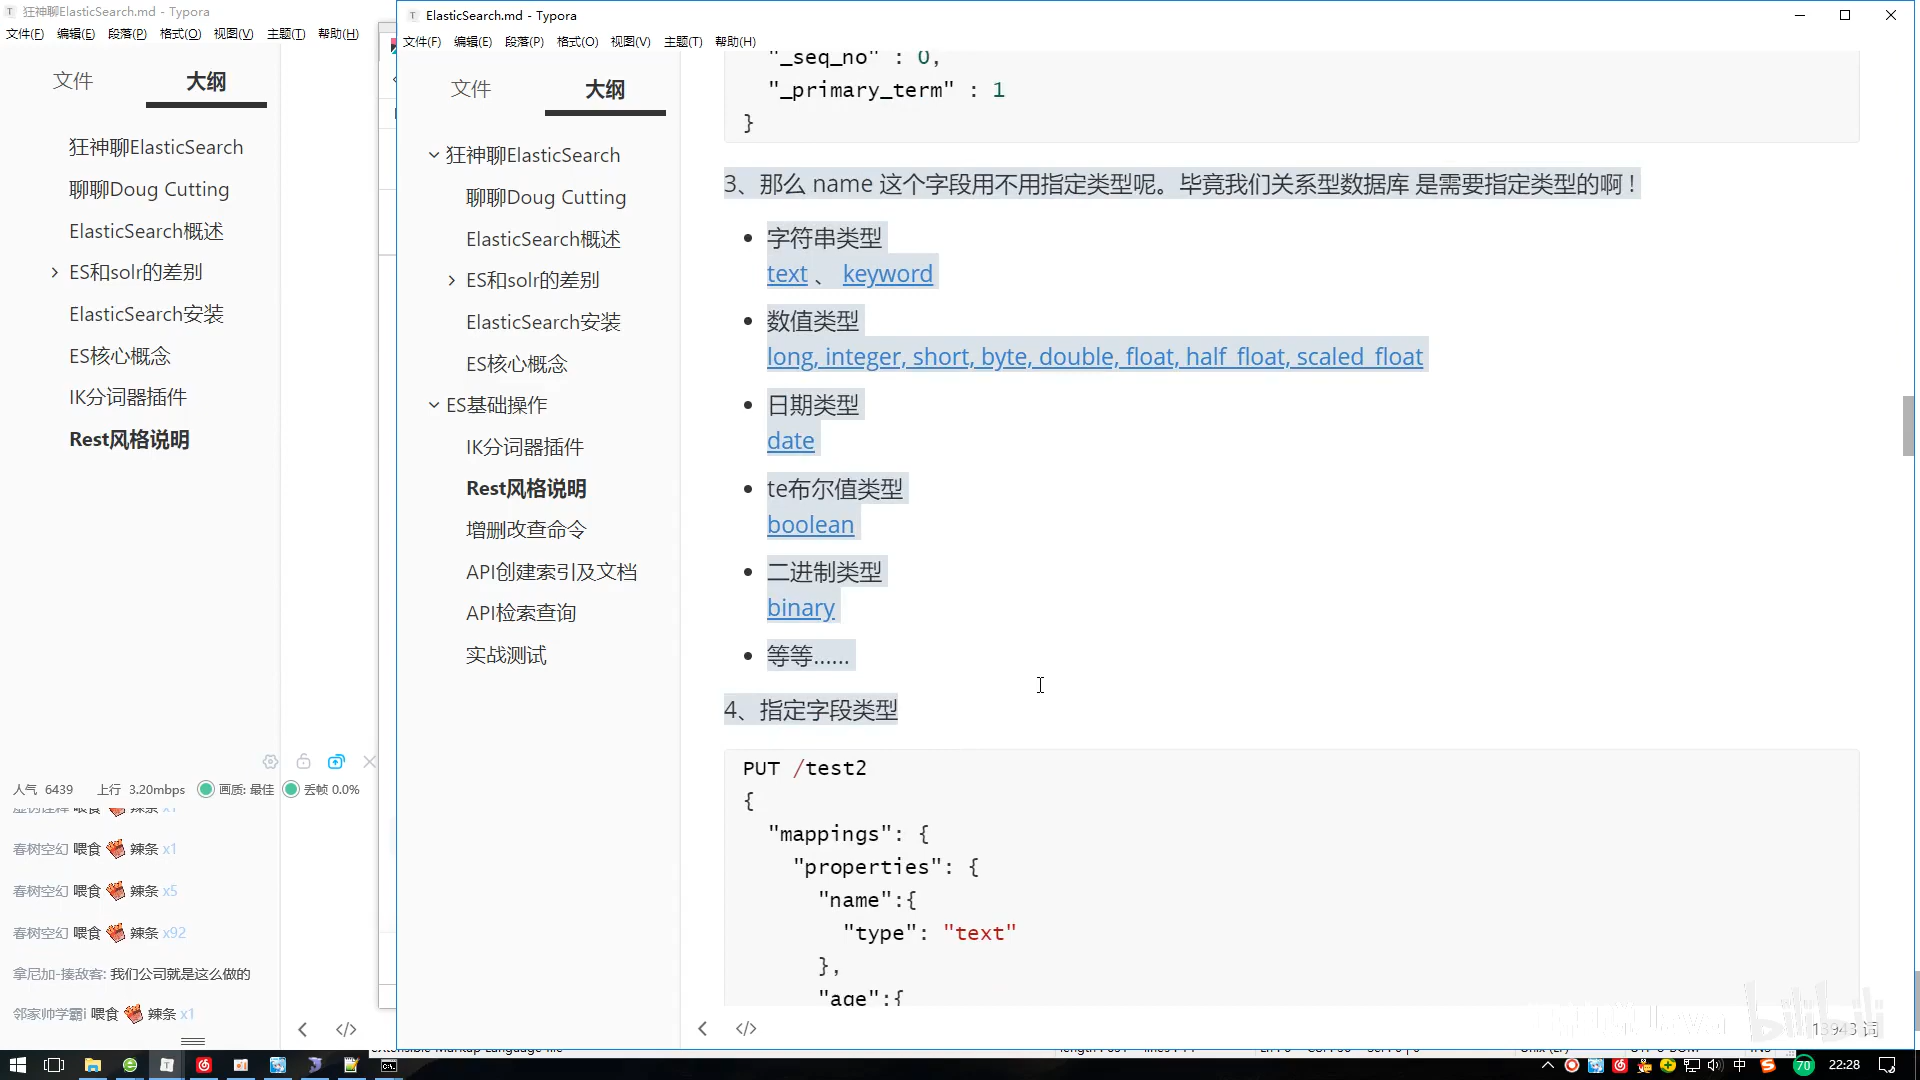 狂神聊ElasticSearch.md - Typora
文件(F) 编辑(E) 段落(P) 格式(O) 视图(V) 主题(T) 帮助(H)
文件 大纲
狂神聊ElasticSearch
聊聊Doug Cutting
ElasticSearch概述
ES和solr的差别
ElasticSearch安装
ES核心概念
IK分词器插件
Rest风格说明
人气 6439 上行 3.20mbps 画质: 最佳 丢帧 0.0%
春树空幻 喂食 辣条 x1
春树空幻 喂食 辣条 x5
春树空幻 喂食 辣条 x92
拿尼加-揍敌客: 我们公司就是这么做的
邻家帅学霸i 喂食 辣条 x1
ElasticSearch.md - Typora
文件(F) 编辑(E) 段落(P) 格式(O) 视图(V) 主题(T) 帮助(H)
文件 大纲
狂神聊ElasticSearch
聊聊Doug Cutting
ElasticSearch概述
ES和solr的差别
ElasticSearch安装
ES核心概念
ES基础操作
IK分词器插件
Rest风格说明
增删改查命令
API创建索引及文档
API检索查询
实战测试
"_seq_no" : 0,
"_primary_term" : 1
}
3、那么 name 这个字段用不用指定类型呢。毕竟我们关系型数据库 是需要指定类型的啊！
字符串类型
text 、 keyword
数值类型
long, integer, short, byte, double, float, half_float, scaled_float
日期类型
date
te布尔值类型
boolean
二进制类型
binary
等等......
4、指定字段类型
PUT /test2
{
"mappings": {
"properties": {
"name":{
"type": "text"
},
"age":{
bilibili
13943 词
70 中 22:28